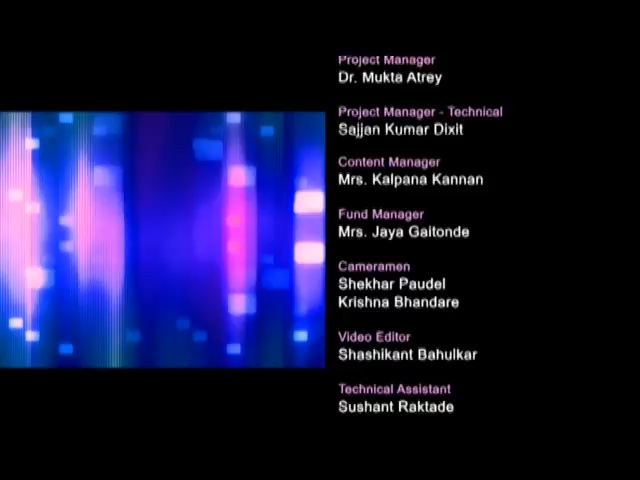 Project Manager
Dr. Mukta Atrey
Project Manager - Technical
Sajjan Kumar Dixit
Content Manager
Mrs. Kalpana Kannan
Fund Manager
Mrs. Jaya Gaitonde
Cameramen
Shekhar Paudel
Krishna Bhandare
Video Editor
Shashikant Bahulkar
Technical Assistant
Sushant Raktade